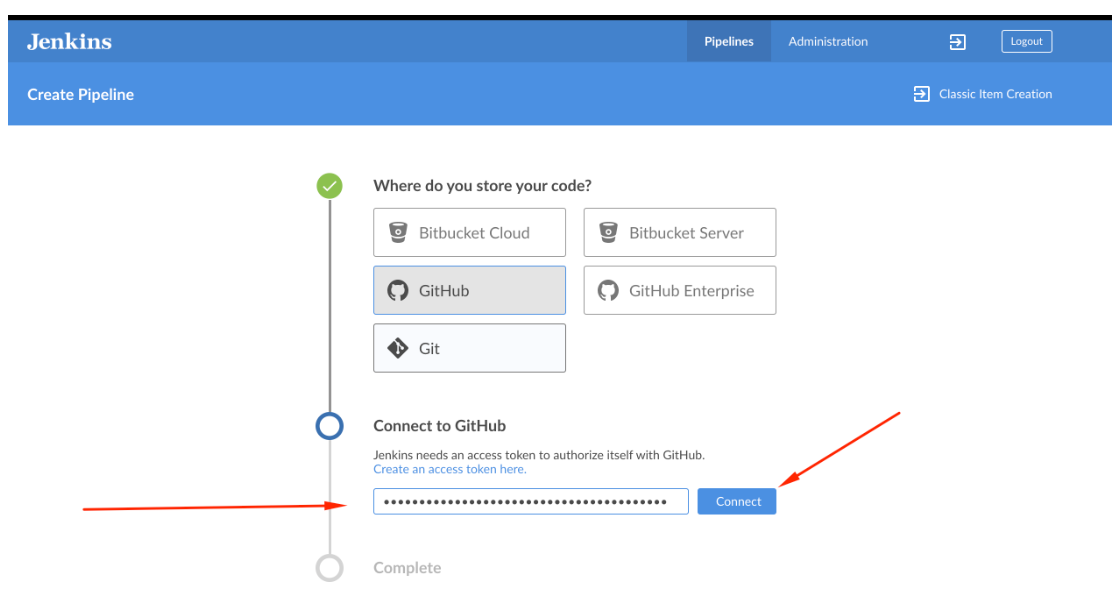 Jenkins
Pipelines
Administration
Logout
Create Pipeline
Classic Item Creation
Where do you store your code?
Bitbucket Cloud
Bitbucket Server
GitHub
GitHub Enterprise
Git
Connect to GitHub
Jenkins needs an access token to authorize itself with GitHub.
Create an access token here.
Connect
Complete